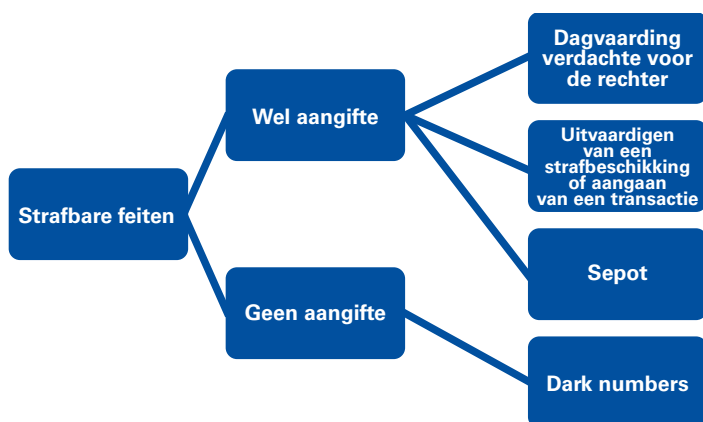 Strafbare feiten
Wel aangifte
Geen aangifte
Dagvaarding
verdachte voor
de rechter
Uitvaardigen
van een
strafbeschikking
of aangaan
van een transactie
Sepot
Dark numbers